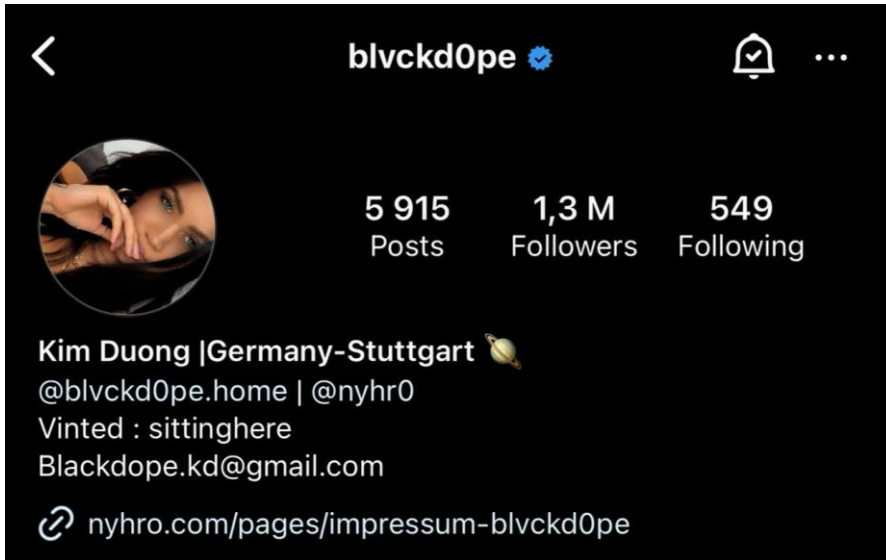 blvckd0pe
5 915 1,3 M 549
Posts Followers Following
Kim Duong |Germany-Stuttgart 🪐
@blvckd0pe.home | @nyhr0
Vinted : sittinghere
Blackdope.kd@gmail.com
nyhro.com/pages/impressum-blvckd0pe